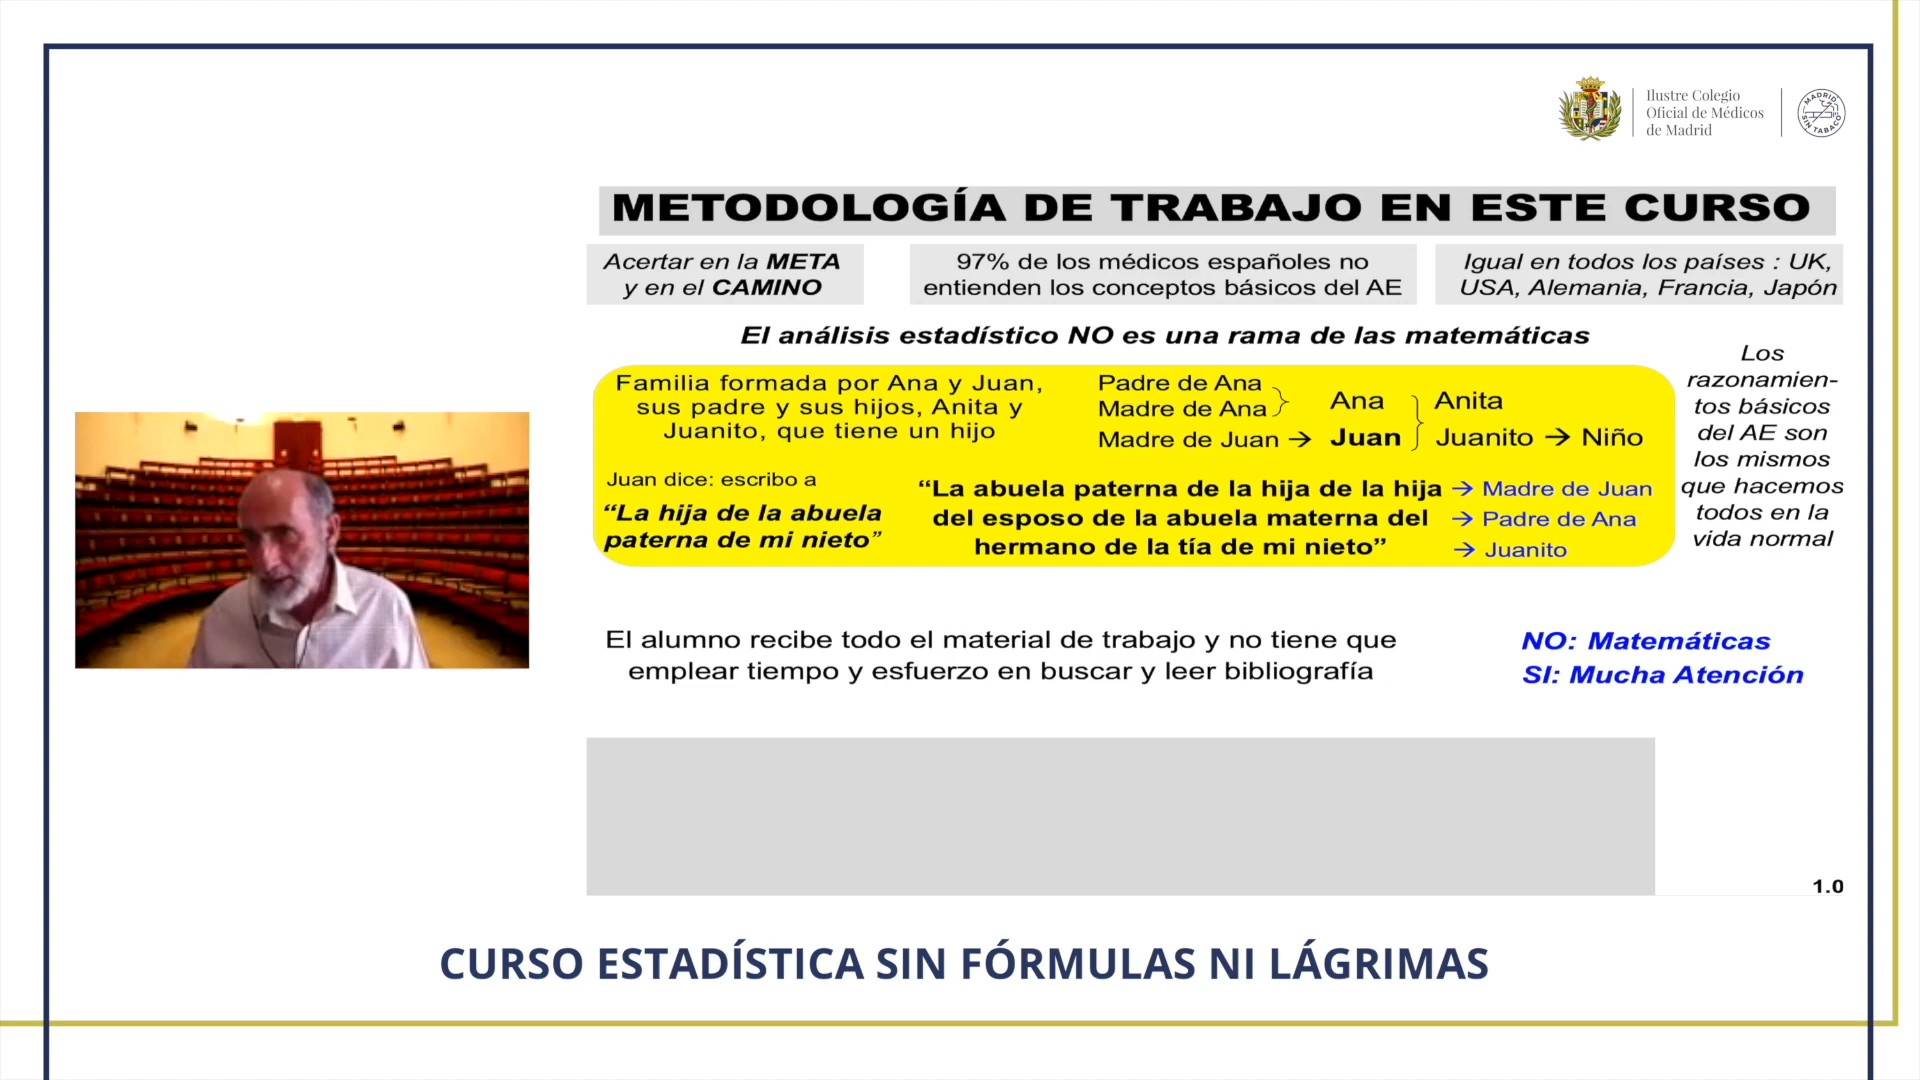 Ilustre Colegio
Oficial de Médicos
de Madrid
MADRID
SIN TABACO
METODOLOGÍA DE TRABAJO EN ESTE CURSO
Acertar en la META
y en el CAMINO
97% de los médicos españoles no
entienden los conceptos básicos del AE
Igual en todos los países : UK,
USA, Alemania, Francia, Japón
El análisis estadístico NO es una rama de las matemáticas
Familia formada por Ana y Juan,
sus padre y sus hijos, Anita y
Juanito, que tiene un hijo
Padre de Ana
Madre de Ana
Madre de Juan →
Ana
Juan
Anita
Juanito → Niño
Juan dice: escribo a
“La hija de la abuela
paterna de mi nieto”
“La abuela paterna de la hija de la hija
del esposo de la abuela materna del
hermano de la tía de mi nieto”
→ Madre de Juan
→ Padre de Ana
→ Juanito
Los
razonamien-
tos básicos
del AE son
los mismos
que hacemos
todos en la
vida normal
El alumno recibe todo el material de trabajo y no tiene que
emplear tiempo y esfuerzo en buscar y leer bibliografía
NO: Matemáticas
SI: Mucha Atención
1.0
CURSO ESTADÍSTICA SIN FÓRMULAS NI LÁGRIMAS